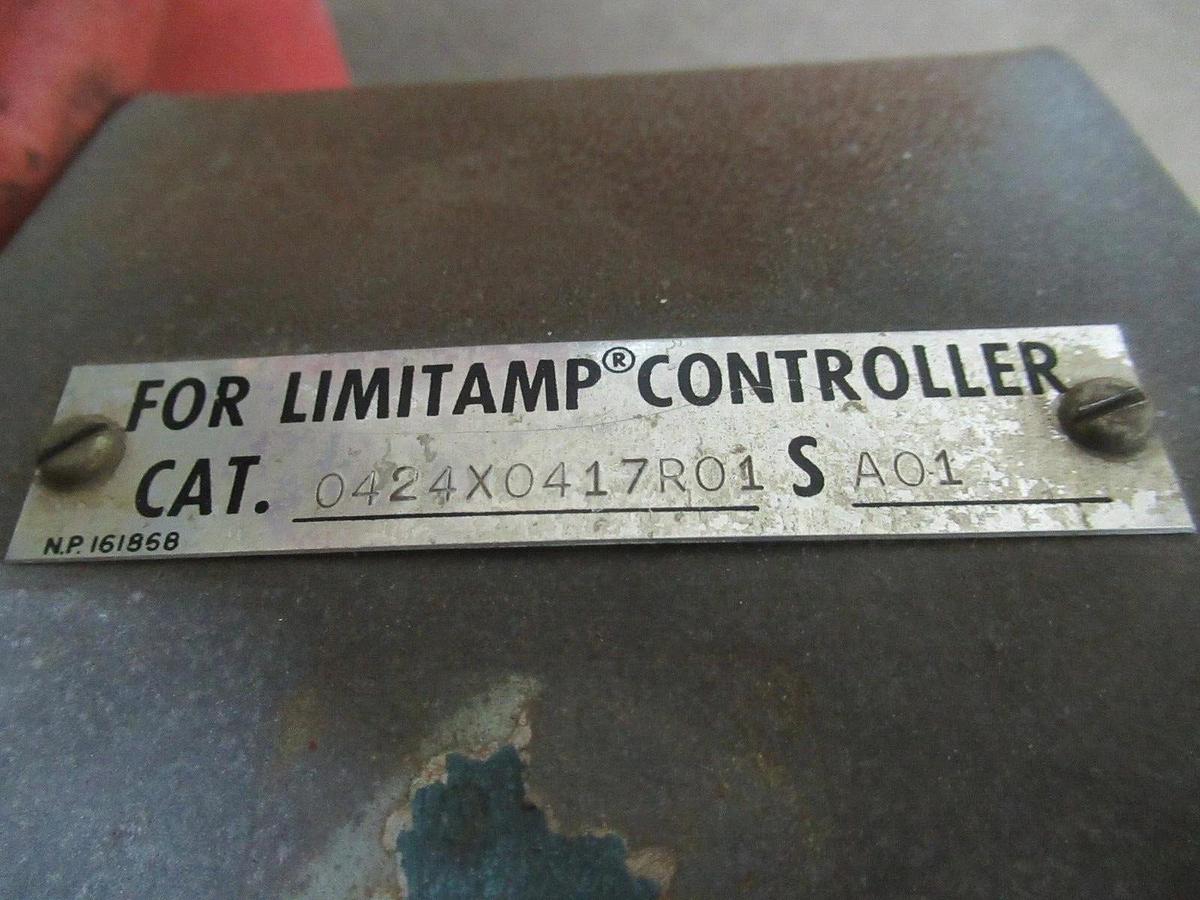 FOR LIMITAMP® CONTROLLER
CAT. 0424X0417R01 S A01
N.P. 161868